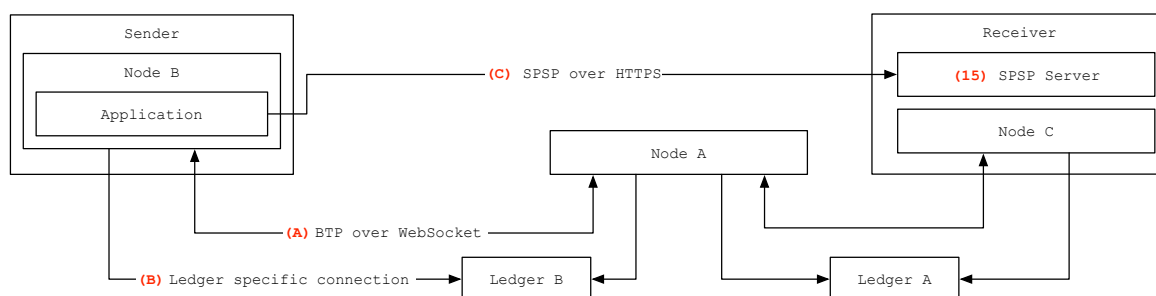 Sender
Receiver
Node B
(C) SPSP over HTTPS
(15) SPSP Server
Application
Node C
Node A
(A) BTP over WebSocket
(B) Ledger specific connection
Ledger B
Ledger A